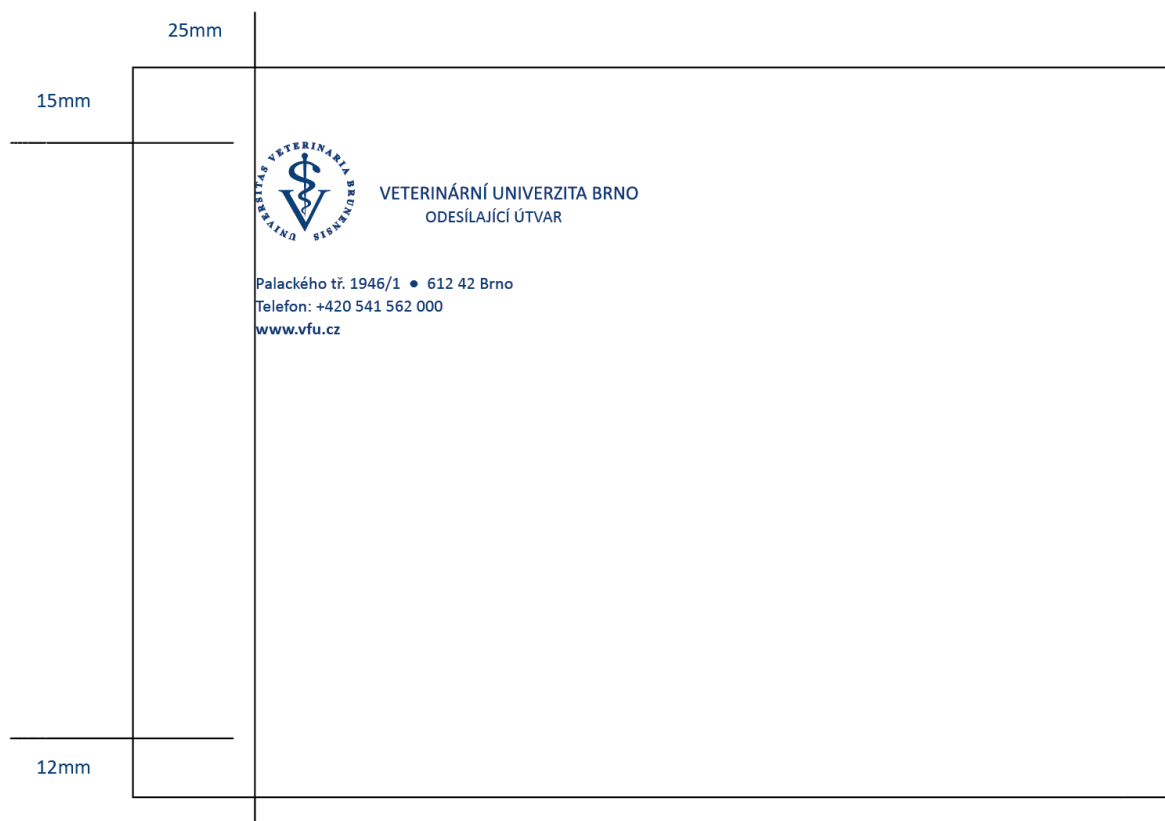 25mm
15mm
UNIVERSITAS VETERINARIA BRUNENSIS
VETERINÁRNÍ UNIVERZITA BRNO
ODESÍLAJÍCÍ ÚTVAR
Palackého tř. 1946/1 ● 612 42 Brno
Telefon: +420 541 562 000
www.vfu.cz
12mm